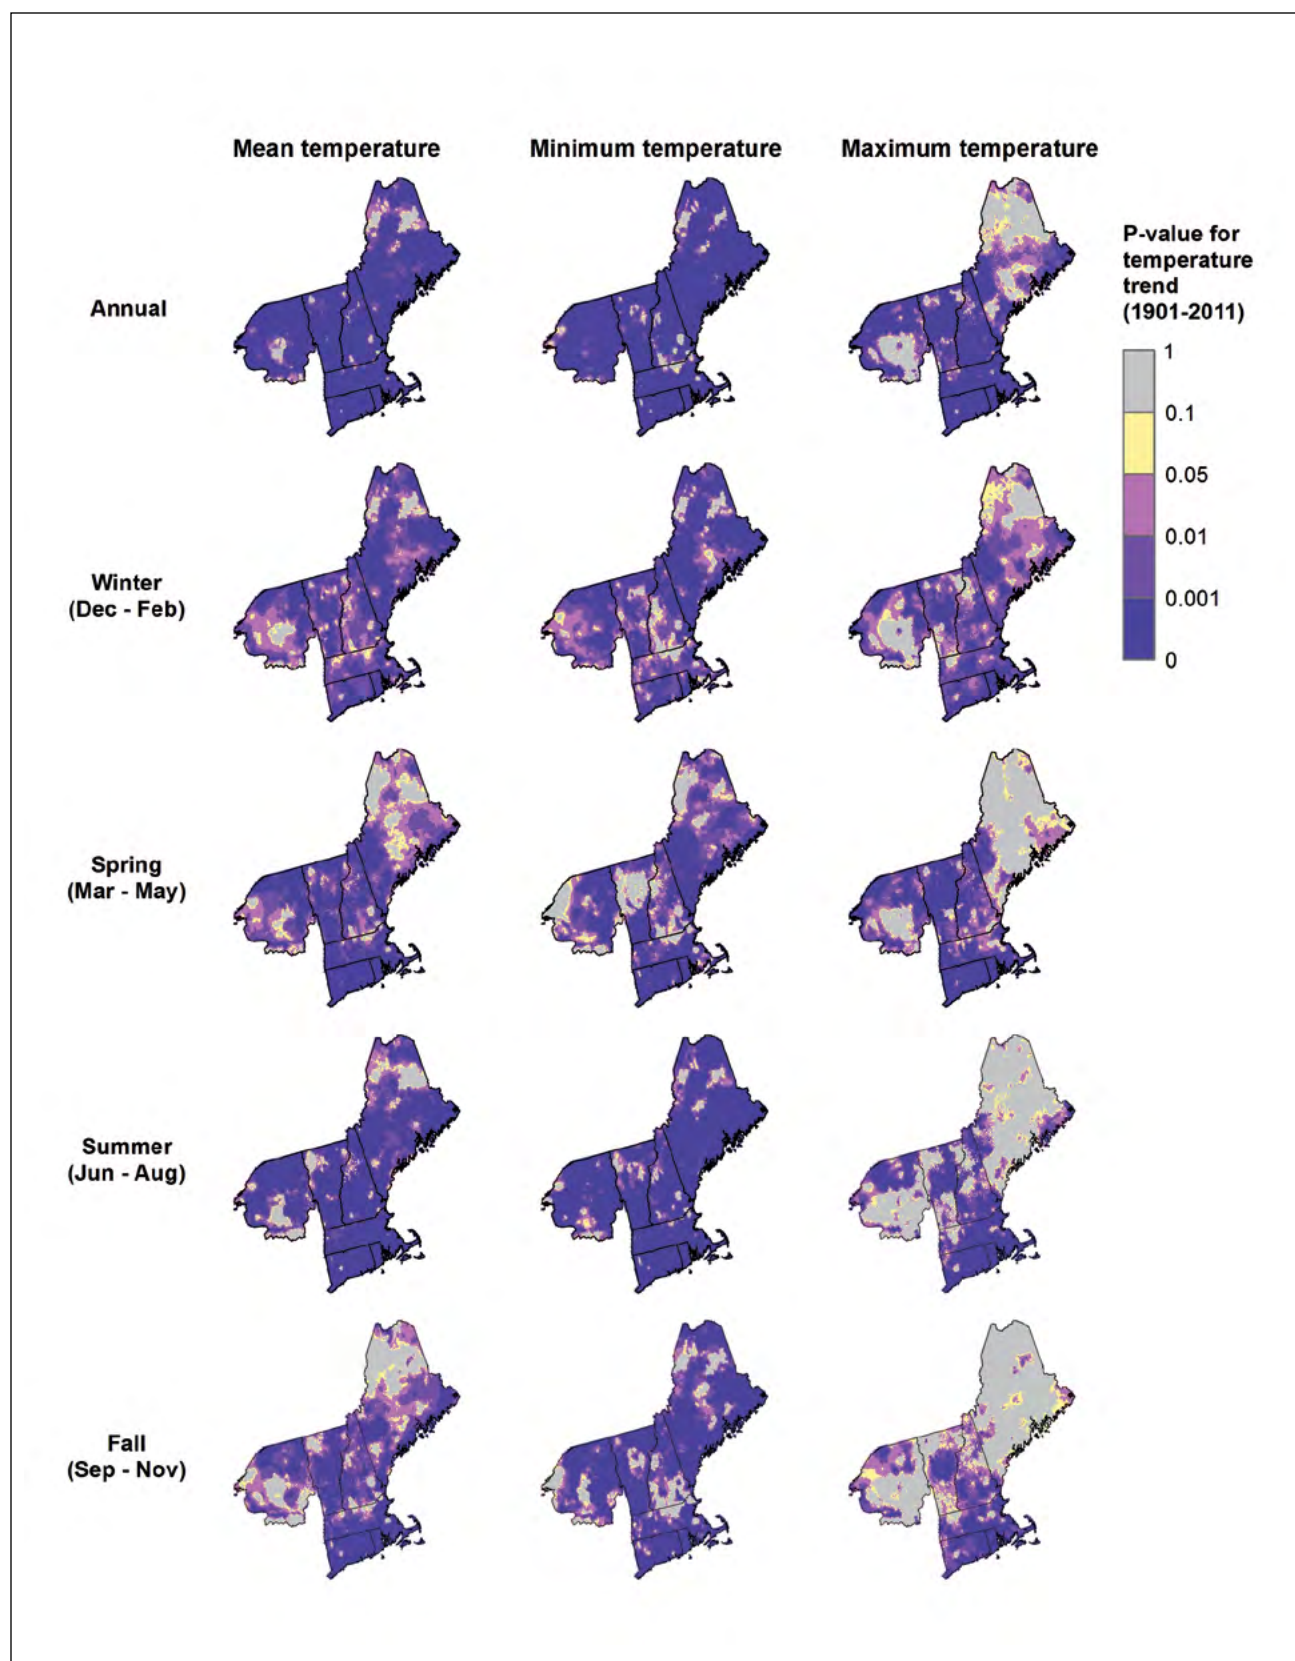 Mean temperature
Minimum temperature
Maximum temperature
P-value for
temperature
trend
(1901-2011)
1
0.1
0.05
0.01
0.001
0
Annual
Winter
(Dec - Feb)
Spring
(Mar - May)
Summer
(Jun - Aug)
Fall
(Sep - Nov)